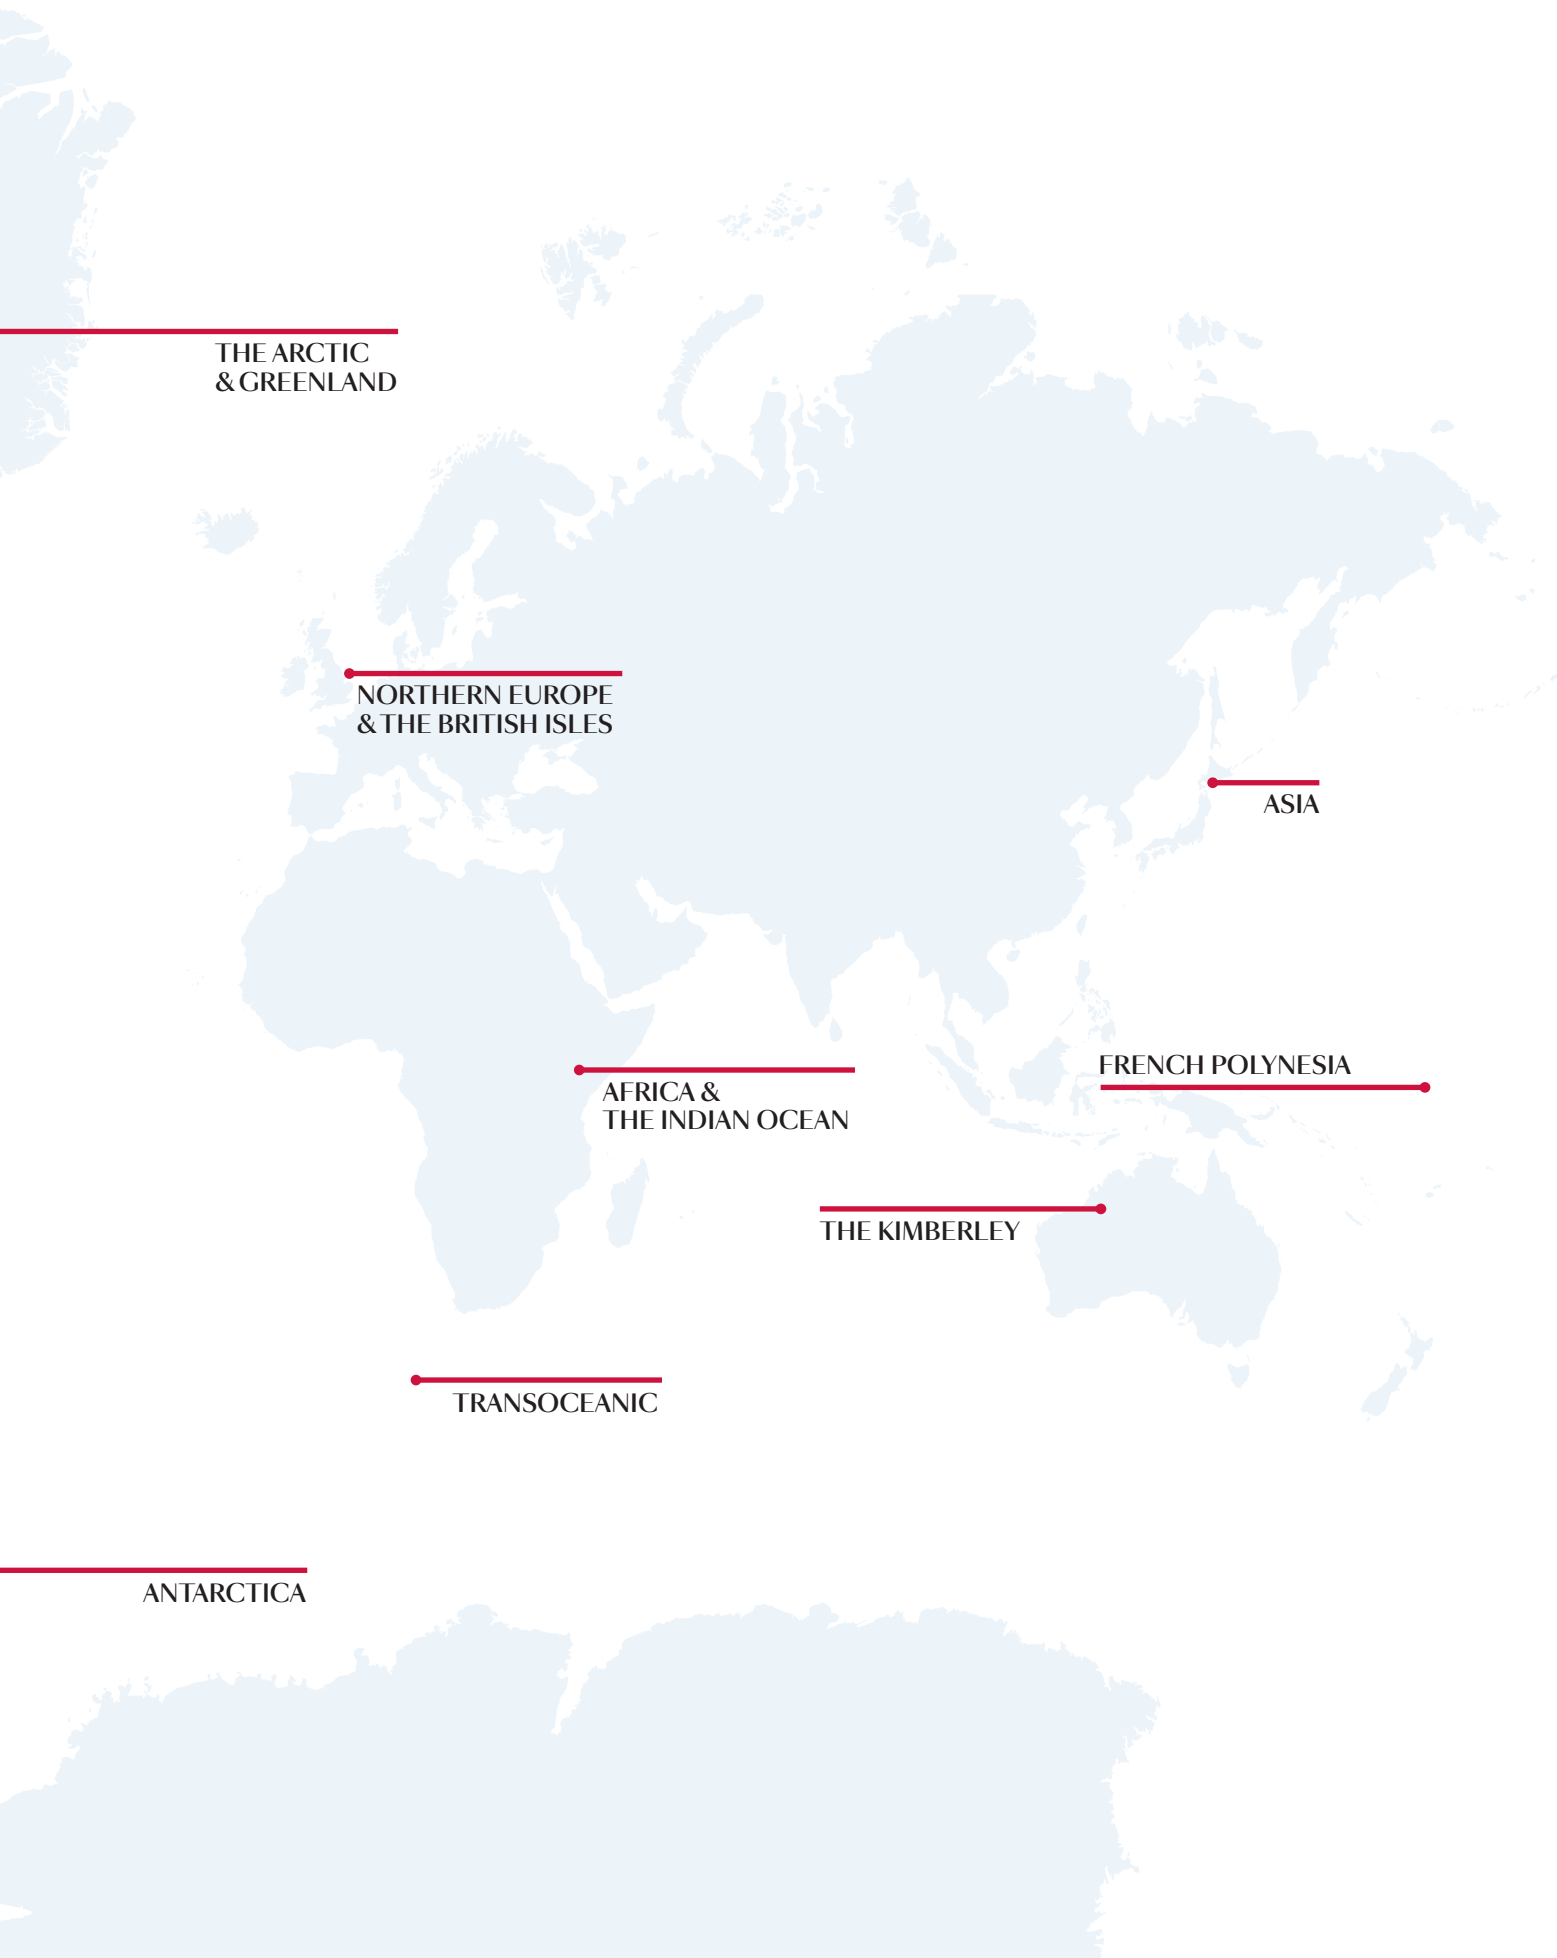 THE ARCTIC
& GREENLAND
NORTHERN EUROPE
& THE BRITISH ISLES
ASIA
FRENCH POLYNESIA
AFRICA &
THE INDIAN OCEAN
THE KIMBERLEY
TRANSOCEANIC
ANTARCTICA